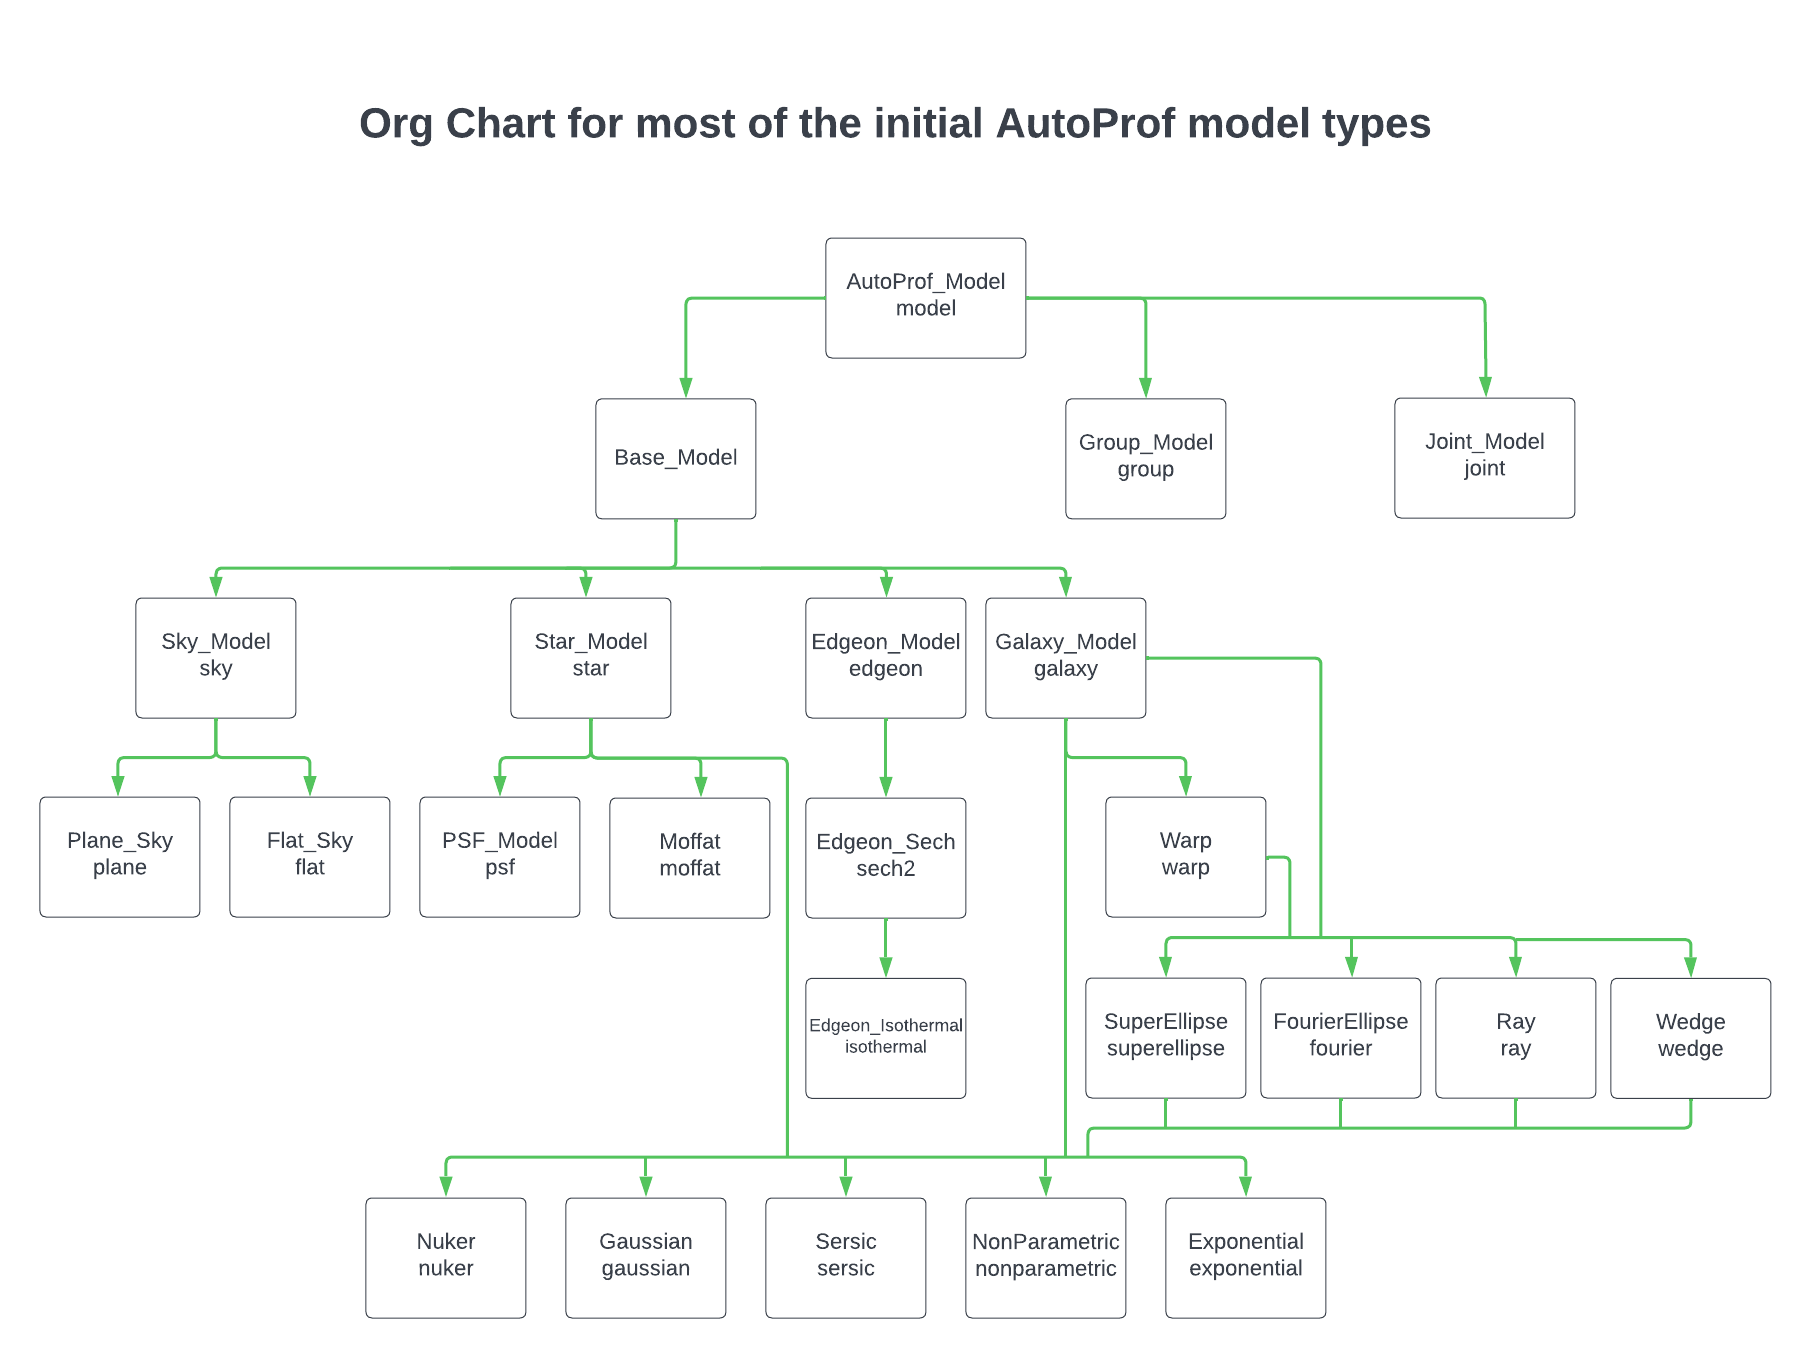 Org Chart for most of the initial AutoProf model types
AutoProf_Model
model
Base_Model
Group_Model
group
Joint_Model
joint
Sky_Model
sky
Star_Model
star
Edgeon_Model
edgeon
Galaxy_Model
galaxy
Plane_Sky
plane
Flat_Sky
flat
PSF_Model
psf
Moffat
moffat
Edgeon_Sech
sech2
Warp
warp
Edgeon_Isothermal
isothermal
SuperEllipse
superellipse
FourierEllipse
fourier
Ray
ray
Wedge
wedge
Nuker
nuker
Gaussian
gaussian
Sersic
sersic
NonParametric
nonparametric
Exponential
exponential